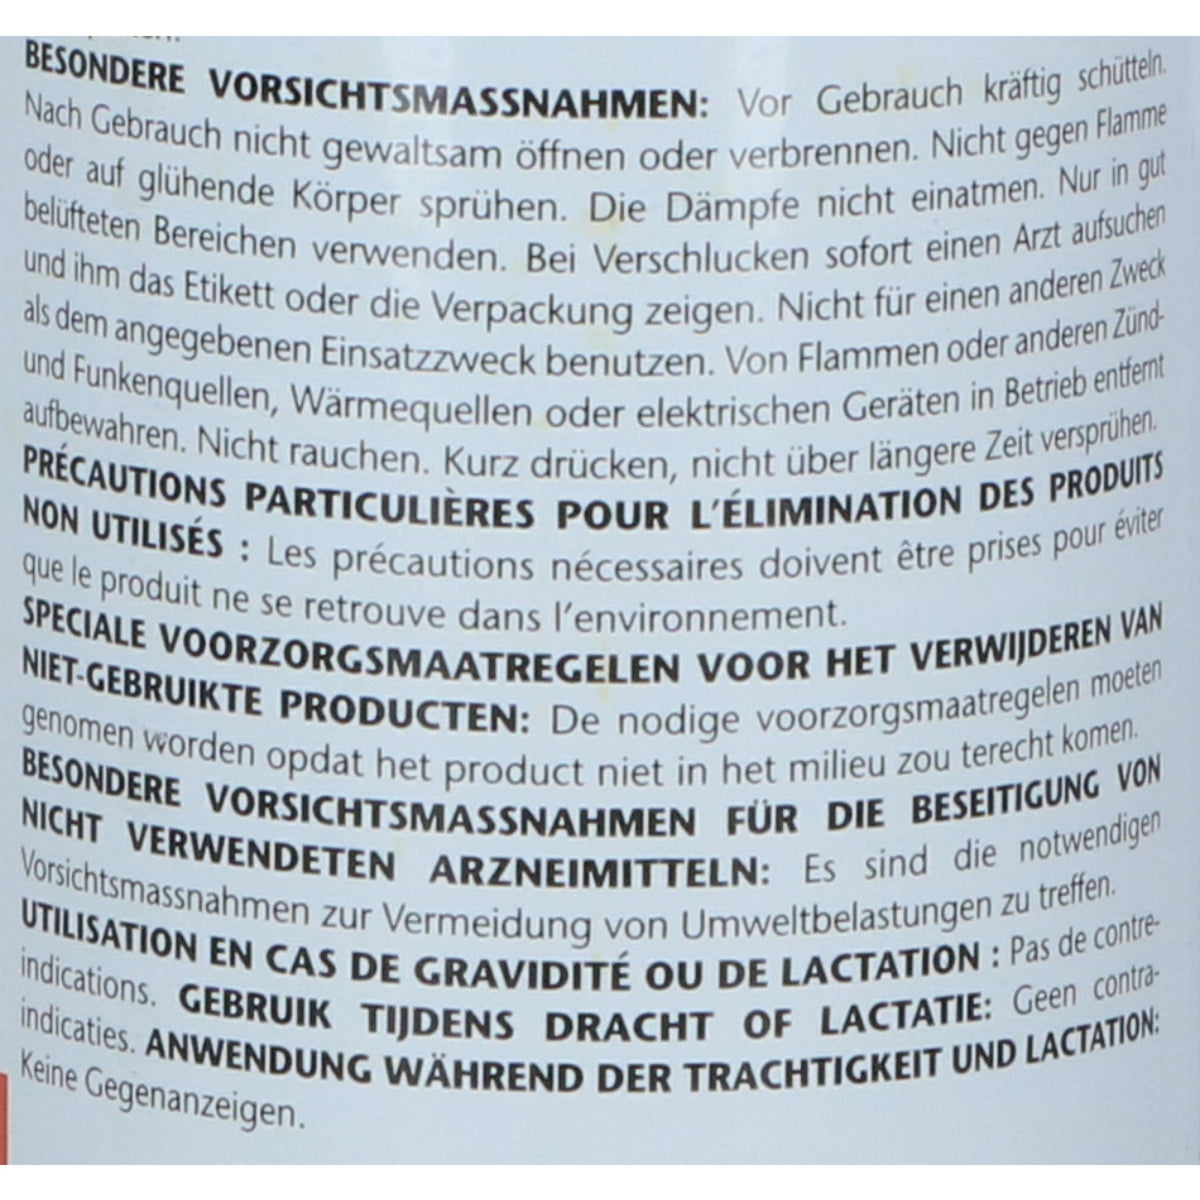 BESONDERE VORSICHTSMASSNAHMEN: Vor Gebrauch kräftig schütteln.
Nach Gebrauch nicht gewaltsam öffnen oder verbrennen. Nicht gegen Flamme
oder auf glühende Körper sprühen. Die Dämpfe nicht einatmen. Nur in gut
belüfteten Bereichen verwenden. Bei Verschlucken sofort einen Arzt aufsuchen
und ihm das Etikett oder die Verpackung zeigen. Nicht für einen anderen Zweck
als dem angegebenen Einsatzzweck benutzen. Von Flammen oder anderen Zünd-
und Funkenquellen, Wärmequellen oder elektrischen Geräten in Betrieb entfernt
aufbewahren. Nicht rauchen. Kurz drücken, nicht über längere Zeit versprühen.
PRÉCAUTIONS PARTICULIÈRES POUR L'ÉLIMINATION DES PRODUITS
NON UTILISÉS : Les précautions nécessaires doivent être prises pour éviter
que le produit ne se retrouve dans l'environnement.
SPECIALE VOORZORGSMAATREGELEN VOOR HET VERWIJDEREN VAN
NIET-GEBRUIKTE PRODUCTEN: De nodige voorzorgsmaatregelen moeten
genomen worden opdat het product niet in het milieu zou terecht komen.
BESONDERE VORSICHTSMASSNAHMEN FÜR DIE BESEITIGUNG VON
NICHT VERWENDETEN ARZNEIMITTELN: Es sind die notwendigen
Vorsichtsmassnahmen zur Vermeidung von Umweltbelastungen zu treffen.
UTILISATION EN CAS DE GRAVIDITÉ OU DE LACTATION : Pas de contre-
indications. GEBRUIK TIJDENS DRACHT OF LACTATIE: Geen contra-
indicaties. ANWENDUNG WÄHREND DER TRACHTIGKEIT UND LACTATION:
Keine Gegenanzeigen.